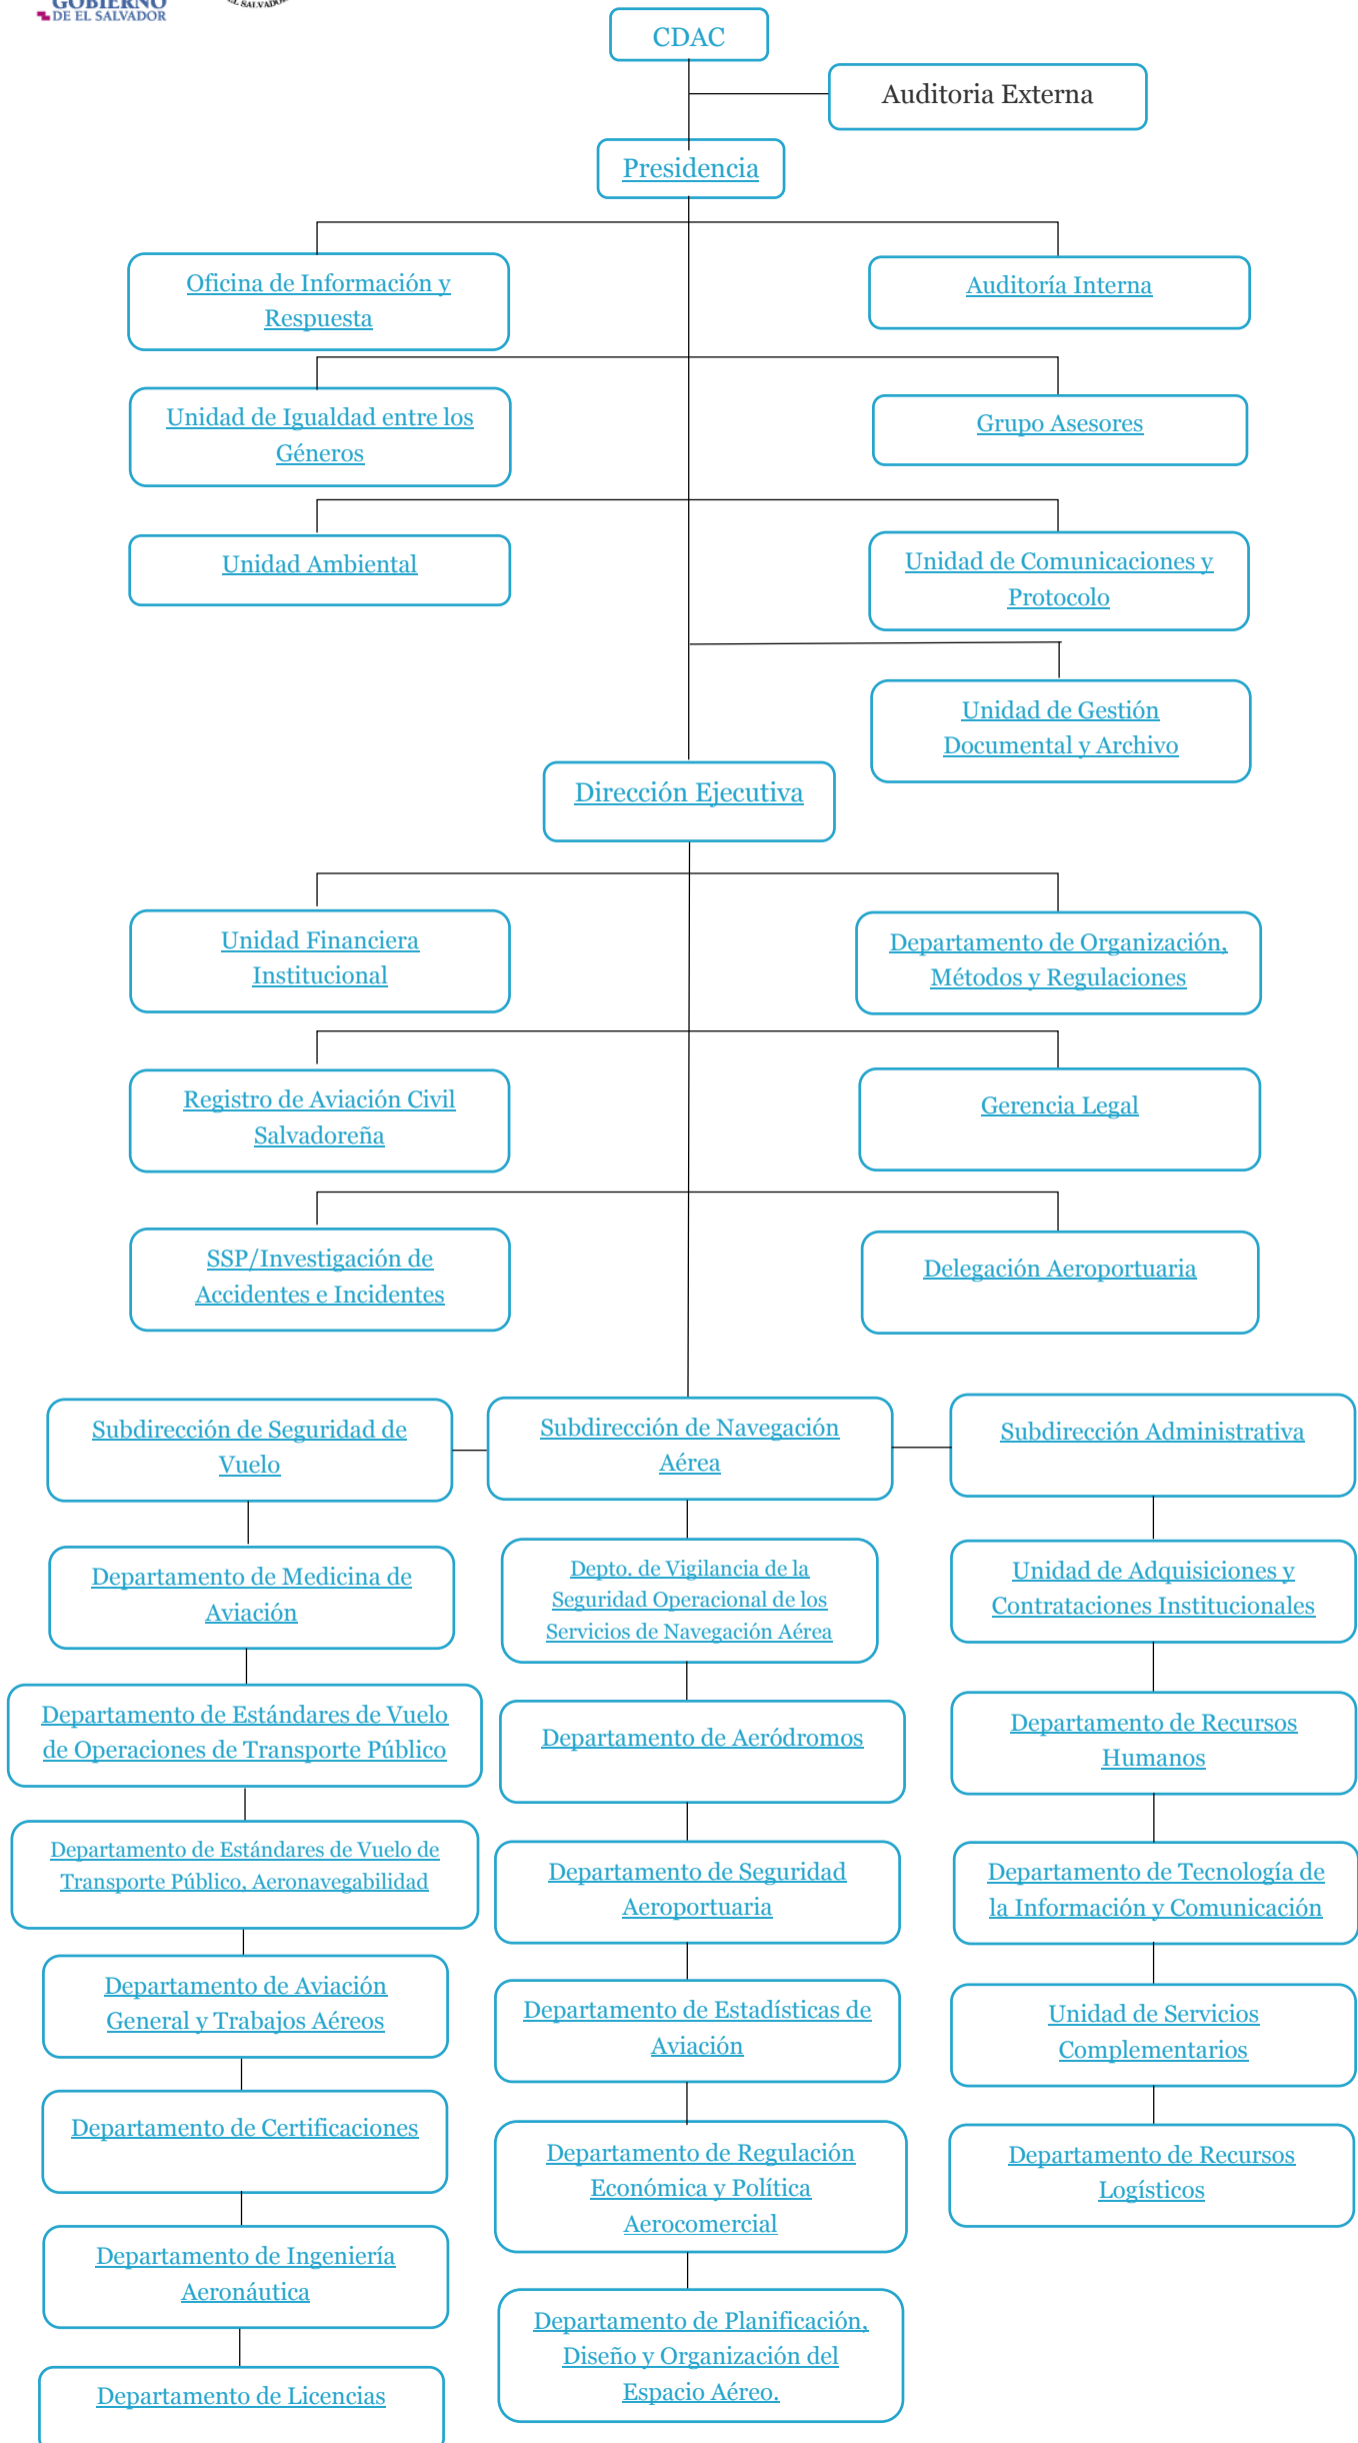 GOBIERNO
DE EL SALVADOR
EL SALVADOR
CDAC
Auditoria Externa
Presidencia
Oficina de Información y
Respuesta
Auditoría Interna
Unidad de Igualdad entre los
Géneros
Grupo Asesores
Unidad Ambiental
Unidad de Comunicaciones y
Protocolo
Unidad de Gestión
Documental y Archivo
Dirección Ejecutiva
Unidad Financiera
Institucional
Departamento de Organización,
Métodos y Regulaciones
Registro de Aviación Civil
Salvadoreña
Gerencia Legal
SSP/Investigación de
Accidentes e Incidentes
Delegación Aeroportuaria
Subdirección de Seguridad de
Vuelo
Subdirección de Navegación
Aérea
Subdirección Administrativa
Departamento de Medicina de
Aviación
Depto. de Vigilancia de la
Seguridad Operacional de los
Servicios de Navegación Aérea
Unidad de Adquisiciones y
Contrataciones Institucionales
Departamento de Estándares de Vuelo
de Operaciones de Transporte Público
Departamento de Aeródromos
Departamento de Recursos
Humanos
Departamento de Estándares de Vuelo de
Transporte Público, Aeronavegabilidad
Departamento de Seguridad
Aeroportuaria
Departamento de Tecnología de
la Información y Comunicación
Departamento de Aviación
General y Trabajos Aéreos
Departamento de Estadísticas de
Aviación
Unidad de Servicios
Complementarios
Departamento de Certificaciones
Departamento de Regulación
Económica y Política
Aerocomercial
Departamento de Recursos
Logísticos
Departamento de Ingeniería
Aeronáutica
Departamento de Planificación,
Diseño y Organización del
Espacio Aéreo.
Departamento de Licencias